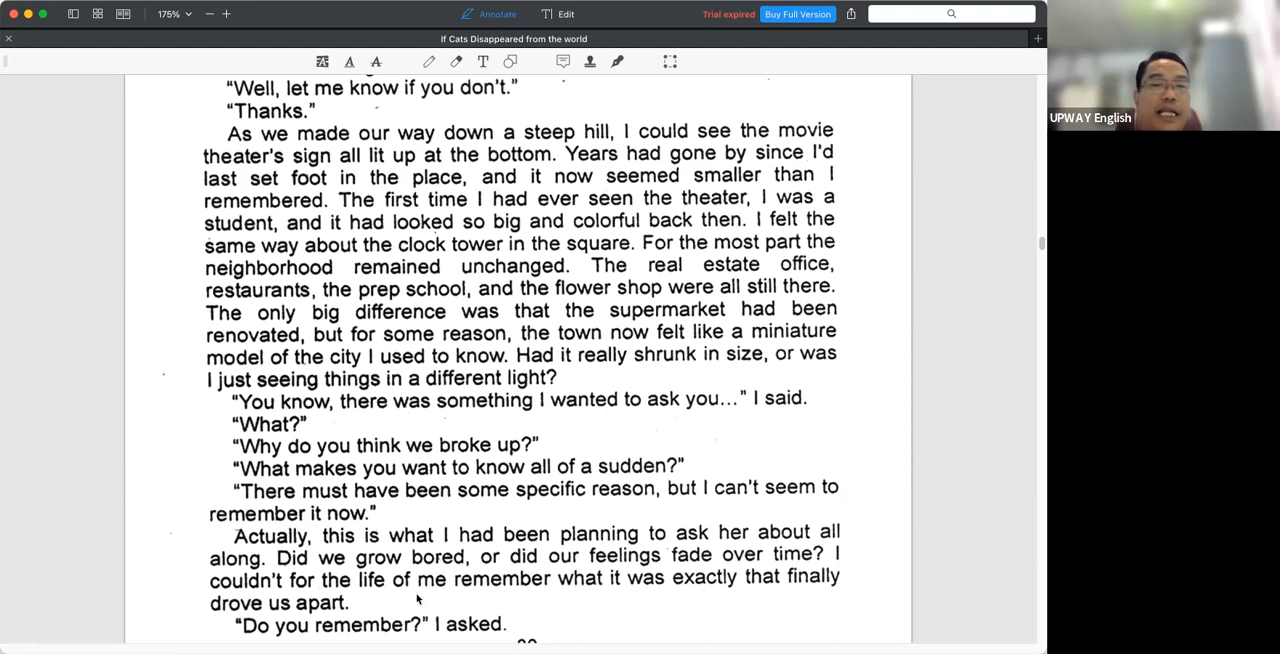 175%
Annotate
Edit
Trial expired
Buy Full Version
If Cats Disappeared from the world
“Well, let me know if you don't.”
“Thanks.”
As we made our way down a steep hill, I could see the movie
theater's sign all lit up at the bottom. Years had gone by since I'd
last set foot in the place, and it now seemed smaller than I
remembered. The first time I had ever seen the theater, I was a
student, and it had looked so big and colorful back then. I felt the
same way about the clock tower in the square. For the most part the
neighborhood remained unchanged. The real estate office,
restaurants, the prep school, and the flower shop were all still there.
The only big difference was that the supermarket had been
renovated, but for some reason, the town now felt like a miniature
model of the city I used to know. Had it really shrunk in size, or was
I just seeing things in a different light?
“You know, there was something I wanted to ask you...” I said.
“What?”
“Why do you think we broke up?”
“What makes you want to know all of a sudden?”
“There must have been some specific reason, but I can't seem to
remember it now.”
Actually, this is what I had been planning to ask her about all
along. Did we grow bored, or did our feelings fade over time? I
couldn't for the life of me remember what it was exactly that finally
drove us apart.
“Do you remember?” I asked.
UPWAY English